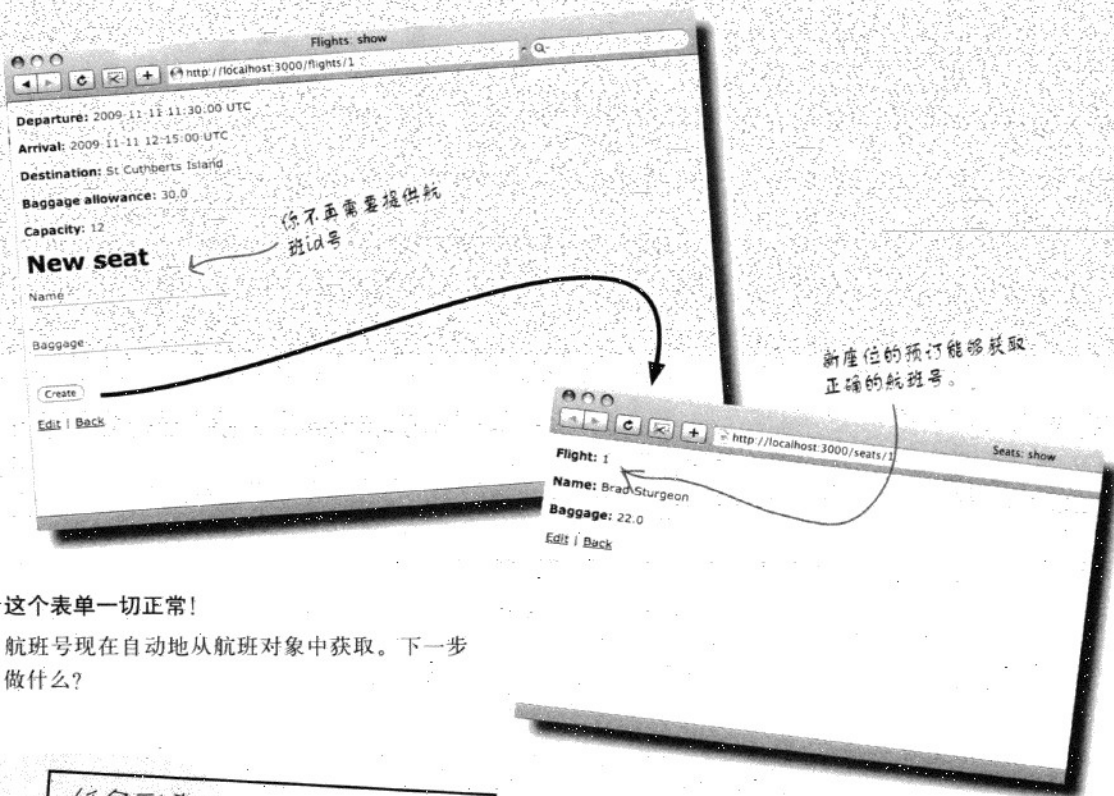 Flights: show
http://localhost:3000/flights/1
Departure: 2009-11-11 11:30:00 UTC
Arrival: 2009-11-11 12:15:00 UTC
Destination: St Cuthberts Island
Baggage allowance: 30.0
Capacity: 12
你不再需要提供航
班id号。
New seat
Name
Baggage
Create
Edit | Back
新座位的预订能够获取
正确的航班号。
Seats: show
http://localhost:3000/seats/1
Flight: 1
Name: Brad Sturgeon
Baggage: 22.0
Edit | Back
这个表单一切正常!
航班号现在自动地从航班对象中获取。下一步
做什么?